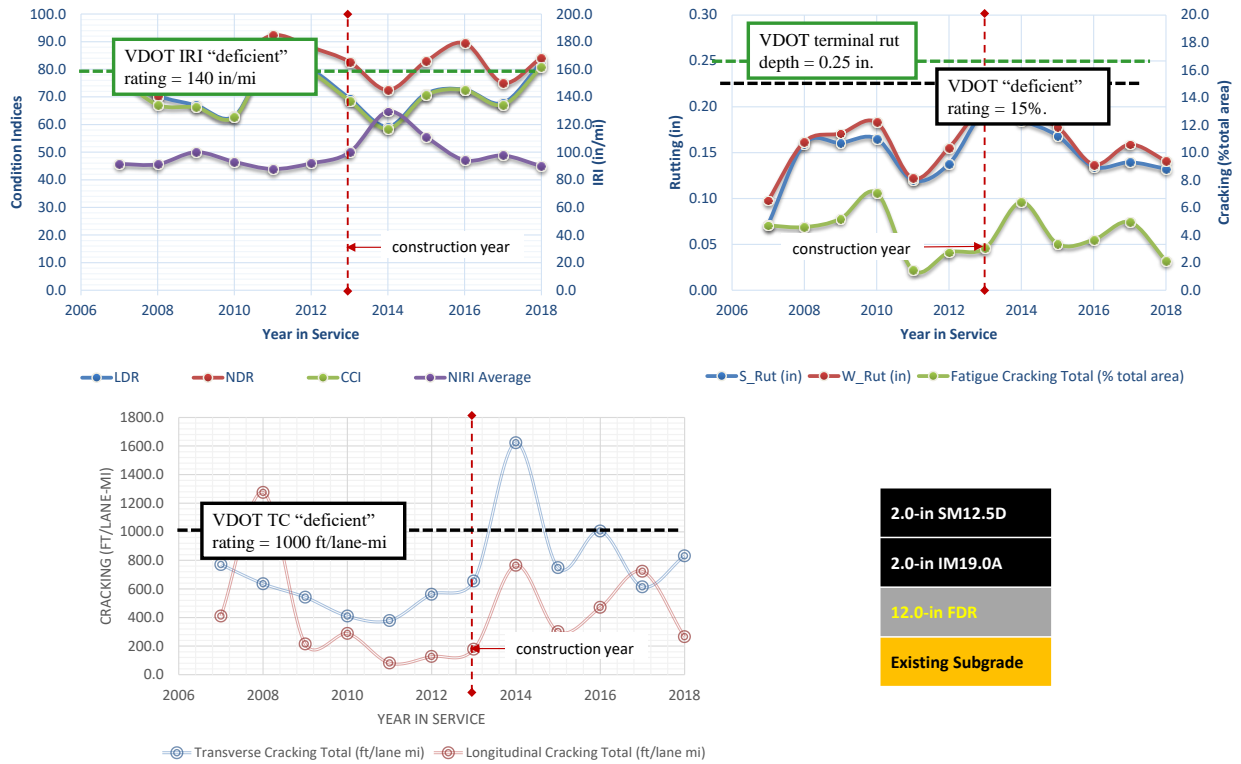 100.0
90.0
80.0
70.0
60.0
50.0
40.0
30.0
20.0
10.0
0.0
Condition Indices
VDOT IRI “deficient”
rating = 140 in/mi
construction year
200.0
180.0
160.0
140.0
120.0
100.0
80.0
60.0
40.0
20.0
0.0
IRI (in/mi)
2006 2008 2010 2012 2014 2016 2018
Year in Service
LDR NDR CCI NIRI Average
0.30
0.25
0.20
0.15
0.10
0.05
0.00
Rutting (in)
VDOT terminal rut
depth = 0.25 in.
VDOT “deficient”
rating = 15%.
construction year
20.0
18.0
16.0
14.0
12.0
10.0
8.0
6.0
4.0
2.0
0.0
Cracking (%total area)
2006 2008 2010 2012 2014 2016 2018
Year in Service
S_Rut (in) W_Rut (in) Fatigue Cracking Total (% total area)
1800.0
1600.0
1400.0
1200.0
1000.0
800.0
600.0
400.0
200.0
0.0
CRACKING (FT/LANE-MI)
VDOT TC “deficient”
rating = 1000 ft/lane-mi
construction year
2006 2008 2010 2012 2014 2016 2018
YEAR IN SERVICE
Transverse Cracking Total (ft/lane mi) Longitudinal Cracking Total (ft/lane mi)
2.0-in SM12.5D
2.0-in IM19.0A
12.0-in FDR
Existing Subgrade